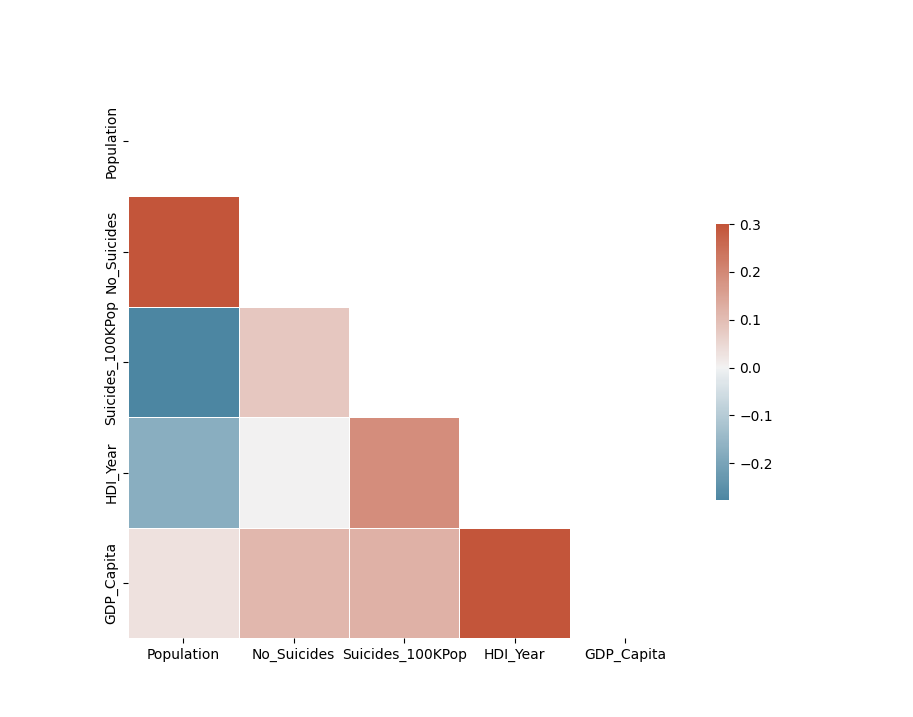 Population
No_Suicides
Suicides_100KPop
HDI_Year
GDP_Capita
Population No_Suicides Suicides_100KPop HDI_Year GDP_Capita
0.3
0.2
0.1
0.0
−0.1
−0.2